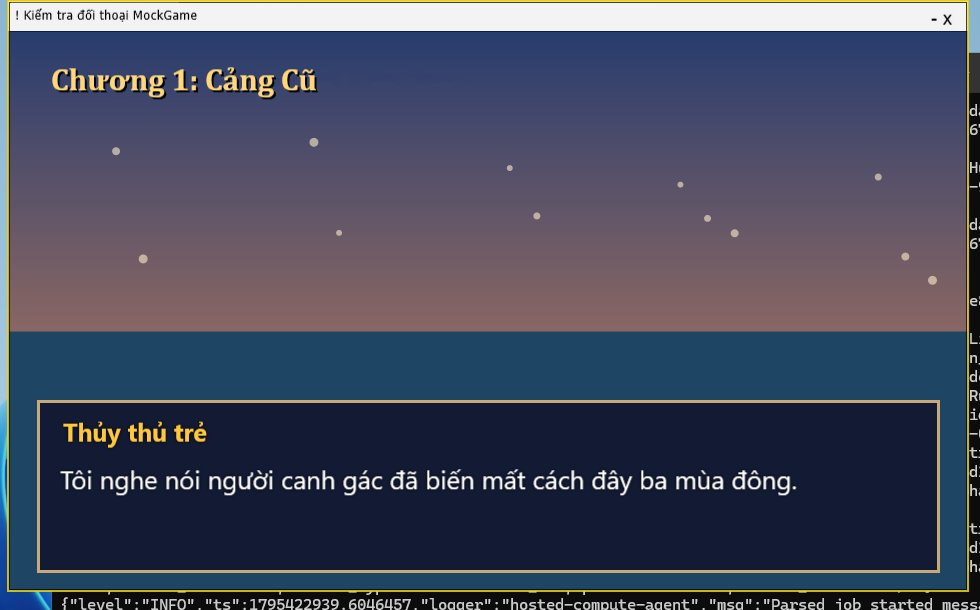 ! Kiểm tra đối thoại MockGame
- x
Chương 1: Cảng Cũ
Thủy thủ trẻ
Tôi nghe nói người canh gác đã biến mất cách đây ba mùa đông.
{"level":"INFO","ts":1795422939.6046457,"logger":"hosted-compute-agent","msg":"Parsed job started